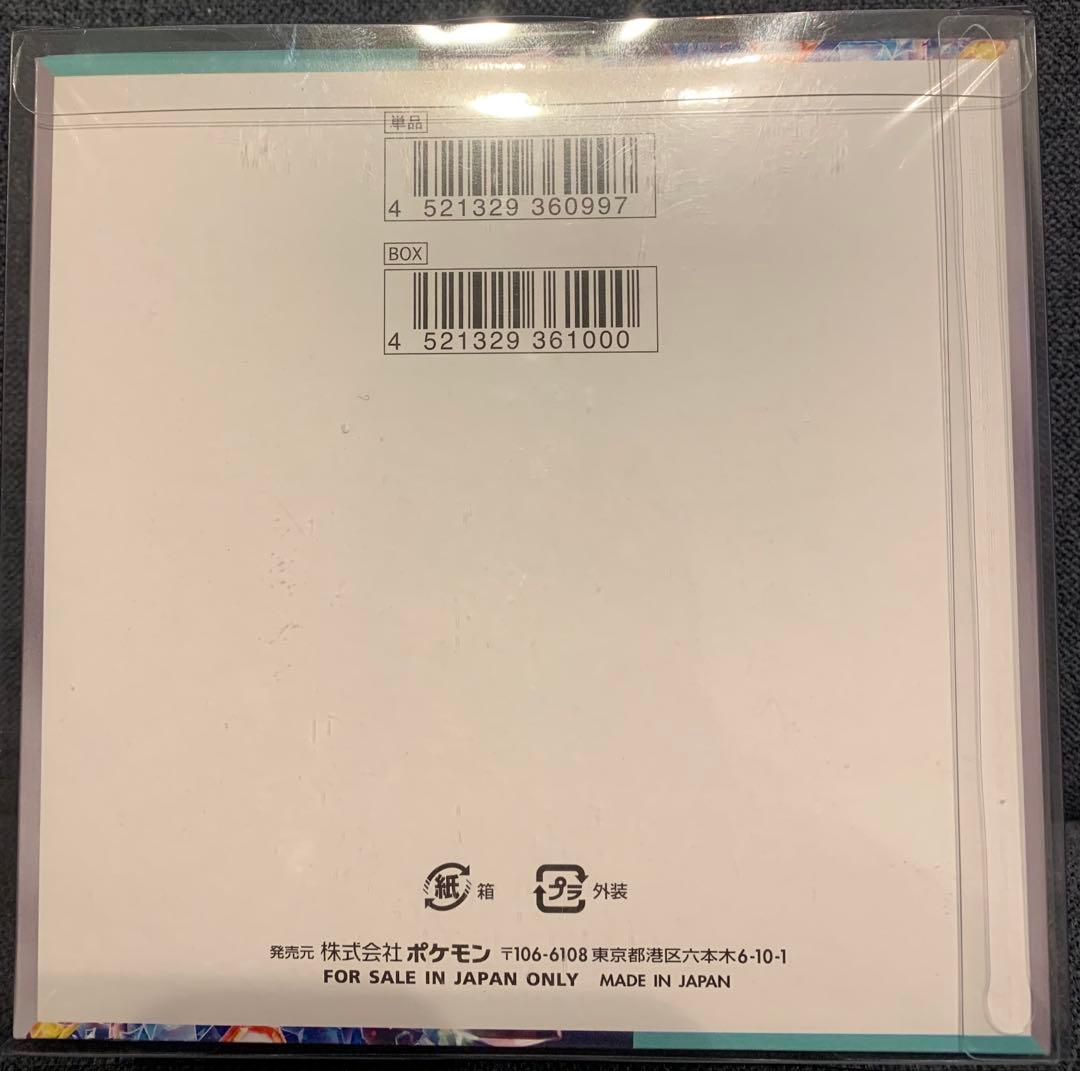 単品
4 521329 360997
BOX
4 521329 361000
紙 箱 プラ 外装
発売元 株式会社ポケモン 〒106-6108 東京都港区六本木6-10-1
FOR SALE IN JAPAN ONLY MADE IN JAPAN